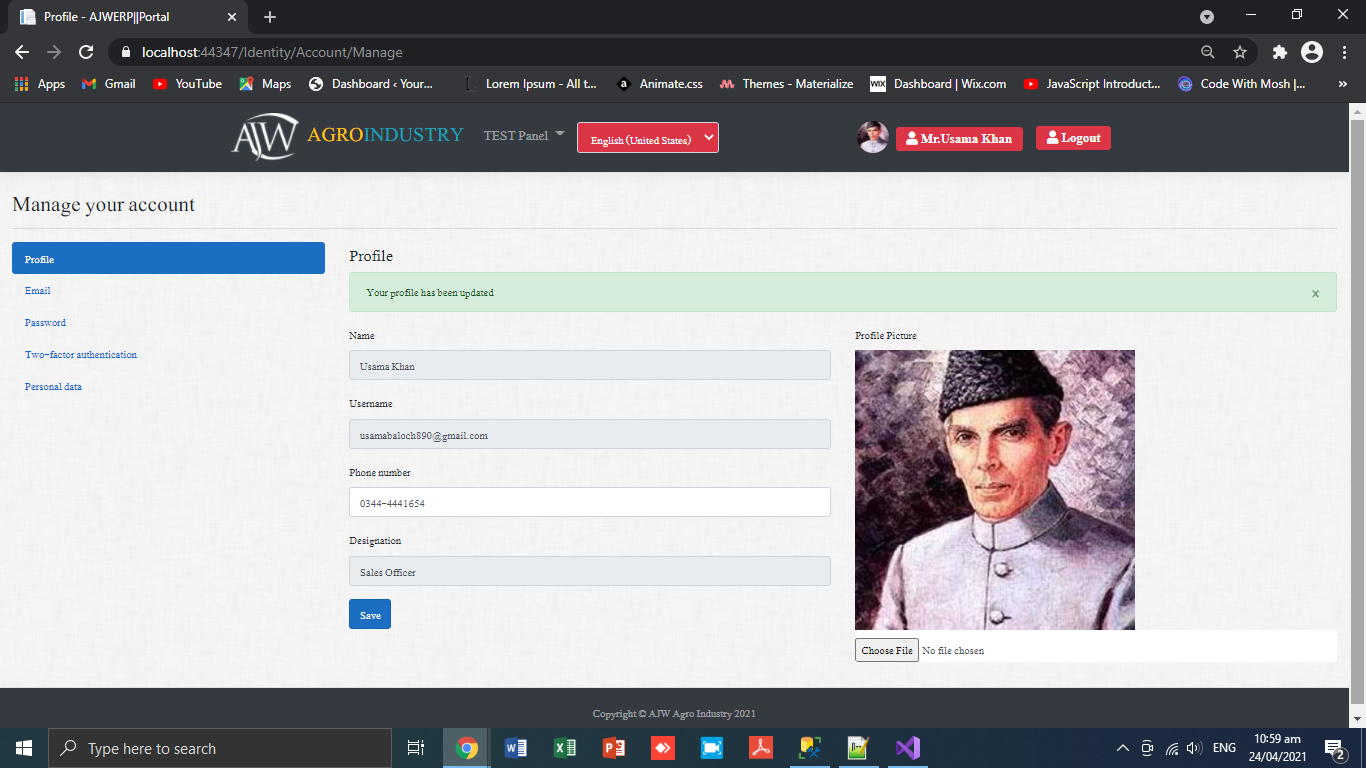 Profile - AJWERP||Portal
localhost:44347/Identity/Account/Manage
Apps Gmail YouTube Maps Dashboard ‹ Your... Lorem Ipsum - All t... Animate.css Themes - Materialize Dashboard | Wix.com JavaScript Introduct... Code With Mosh |... »
AJW AGROINDUSTRY TEST Panel English (United States) Mr.Usama Khan Logout
Manage your account
Profile
Email
Password
Two-factor authentication
Personal data
Profile
Your profile has been updated ×
Name
Usama Khan
Username
usamabaloch890@gmail.com
Phone number
0344-4441654
Designation
Sales Officer
Save
Profile Picture
Choose File No file chosen
Copyright © AJW Agro Industry 2021
Type here to search
ENG
10:59 am
24/04/2021
2